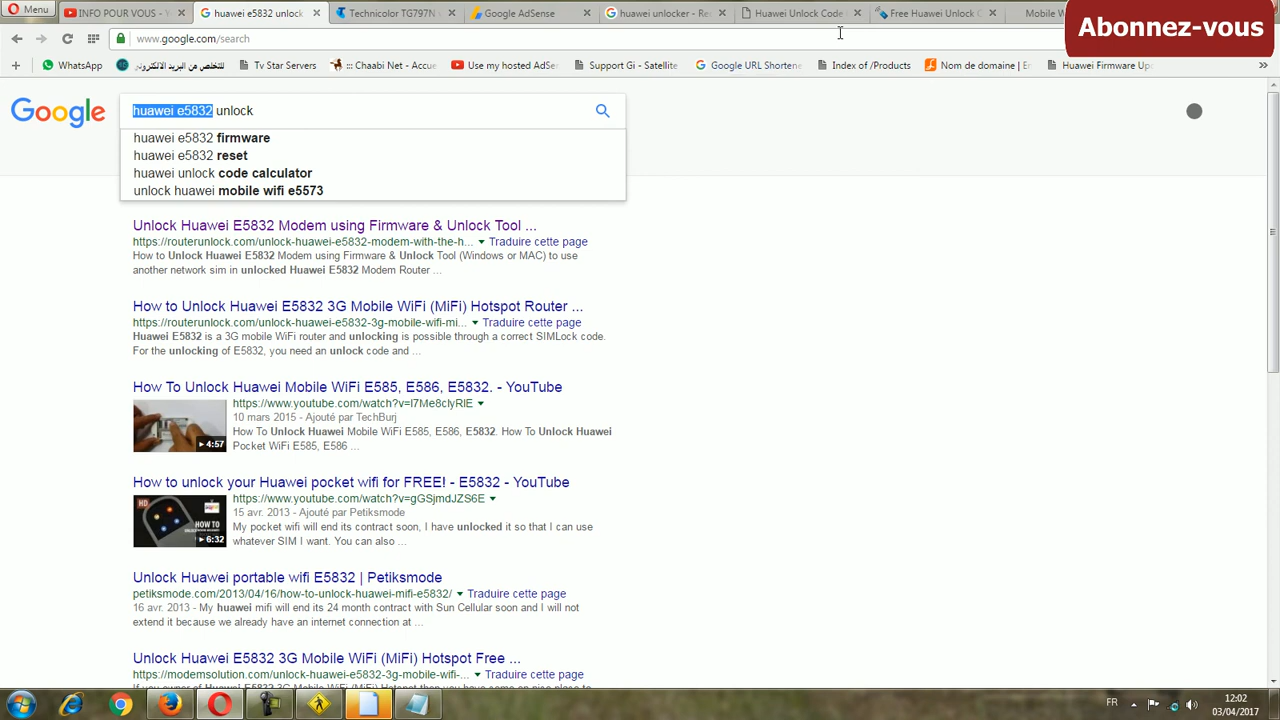 Menu
INFO POUR VOUS - Y
huawei e5832 unlock
Technicolor TG797N v
Google AdSense
huawei unlocker - Re
Huawei Unlock Code
Free Huawei Unlock C
Mobile W
Abonnez-vous
www.google.com/search
WhatsApp
للتخلص من البريد الالكتروني
Tv Star Servers
.::: Chaabi Net - Accue
Use my hosted AdSe
Support Gi - Satellite
Google URL Shortene
Index of /Products
Nom de domaine | E
Huawei Firmware Up
Google
huawei e5832 unlock
huawei e5832 firmware
huawei e5832 reset
huawei unlock code calculator
unlock huawei mobile wifi e5573
Unlock Huawei E5832 Modem using Firmware & Unlock Tool ...
https://routerunlock.com/unlock-huawei-e5832-modem-with-the-h... Traduire cette page
How to Unlock Huawei E5832 Modem using Firmware & Unlock Tool (Windows or MAC) to use
another network sim in unlocked Huawei E5832 Modem Router ...
How to Unlock Huawei E5832 3G Mobile WiFi (MiFi) Hotspot Router ...
https://routerunlock.com/unlock-huawei-e5832-3g-mobile-wifi-mi... Traduire cette page
Huawei E5832 is a 3G mobile WiFi router and unlocking is possible through a correct SIMLock code.
For the unlocking of E5832, you need an unlock code and ...
How To Unlock Huawei Mobile WiFi E585, E586, E5832. - YouTube
https://www.youtube.com/watch?v=l7Me8clyRlE
10 mars 2015 - Ajouté par TechBurj
How To Unlock Huawei Mobile WiFi E585, E586, E5832. How To Unlock Huawei
Pocket WiFi E585, E586 ...
4:57
How to unlock your Huawei pocket wifi for FREE! - E5832 - YouTube
https://www.youtube.com/watch?v=gGSjmdJZS6E
15 avr. 2013 - Ajouté par Petiksmode
My pocket wifi will end its contract soon, I have unlocked it so that I can use
whatever SIM I want. You can also ...
HD
HOW TO
6:32
Unlock Huawei portable wifi E5832 | Petiksmode
petiksmode.com/2013/04/16/how-to-unlock-huawei-mifi-e5832/ Traduire cette page
16 avr. 2013 - My huawei mifi will end its 24 month contract with Sun Cellular soon and I will not
extend it because we already have an internet connection at ...
Unlock Huawei E5832 3G Mobile WiFi (MiFi) Hotspot Free ...
https://modemsolution.com/unlock-huawei-e5832-3g-mobile-wifi-... Traduire cette page
FR
12:02
03/04/2017